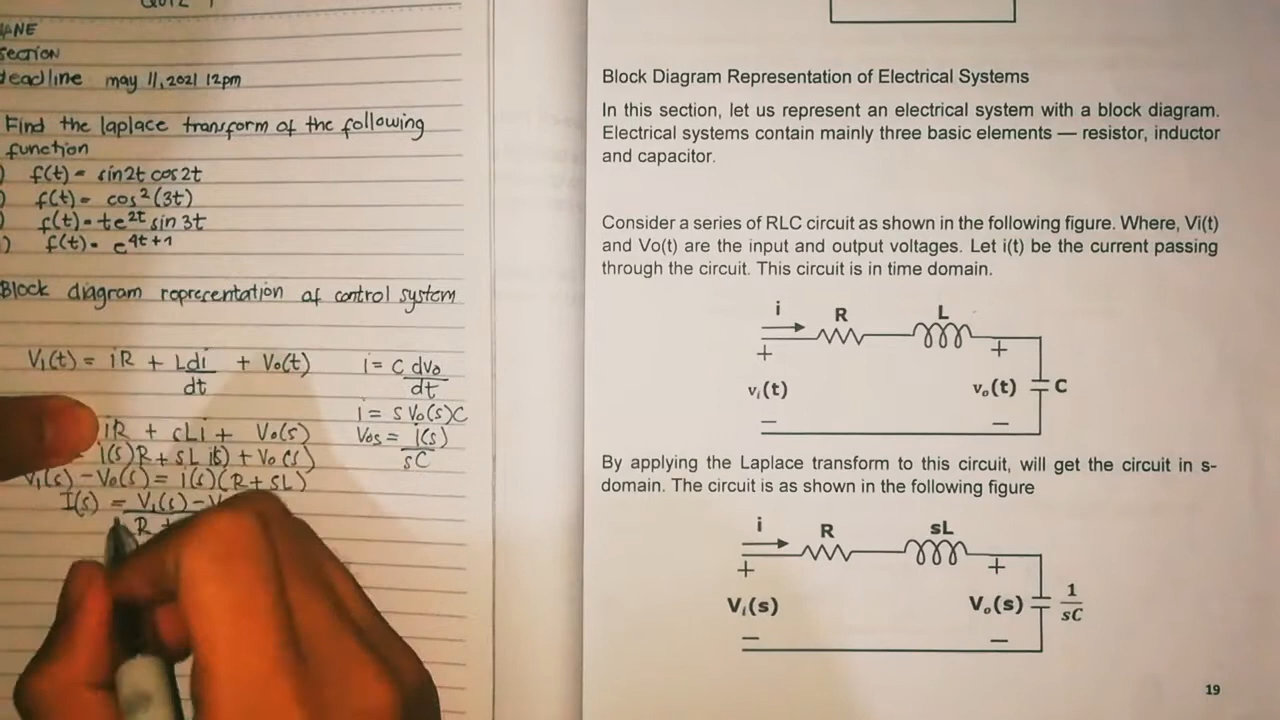 QUIZ 1
ANE
section
deadline may 11, 2021 12pm
Find the laplace transform of the following
function
) f(t) = sin2t cos2t
) f(t) = cos²(3t)
) f(t) = te²ᵗ sin 3t
) f(t) = e⁴ᵗ⁺¹
Block diagram representation of control system
V₁(t) = iR + Ldi/dt + Vo(t)
iR + sLi + Vo(s)
i(s)R + sL i(s) + Vo(s)
V₁(s) - Vo(s) = i(s)(R+sL)
I(s) = V₁(s) - V
R +
i = C dvo/dt
i = s Vo(s)C
Vos = i(s)/sC
Block Diagram Representation of Electrical Systems
In this section, let us represent an electrical system with a block diagram.
Electrical systems contain mainly three basic elements — resistor, inductor
and capacitor.
Consider a series of RLC circuit as shown in the following figure. Where, Vi(t)
and Vo(t) are the input and output voltages. Let i(t) be the current passing
through the circuit. This circuit is in time domain.
i R L
+ +
vᵢ(t) vₒ(t) C
− −
By applying the Laplace transform to this circuit, will get the circuit in s-
domain. The circuit is as shown in the following figure
i R sL
+ +
Vᵢ(s) Vₒ(s) 1/sC
− −
19